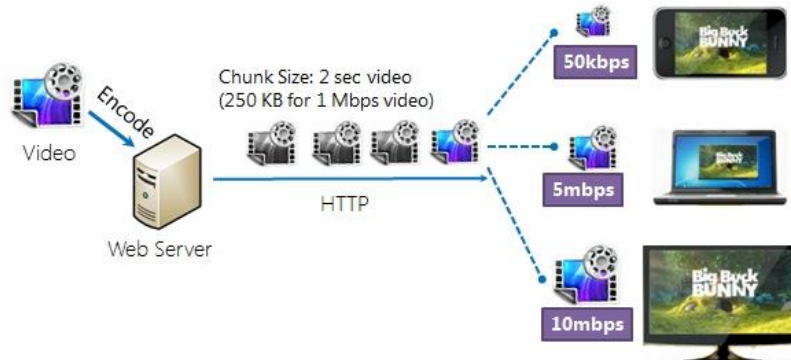 Video
Encode
Web Server
Chunk Size: 2 sec video
(250 KB for 1 Mbps video)
HTTP
50kbps
Big Buck
BUNNY
5mbps
10mbps
Big Buck
BUNNY